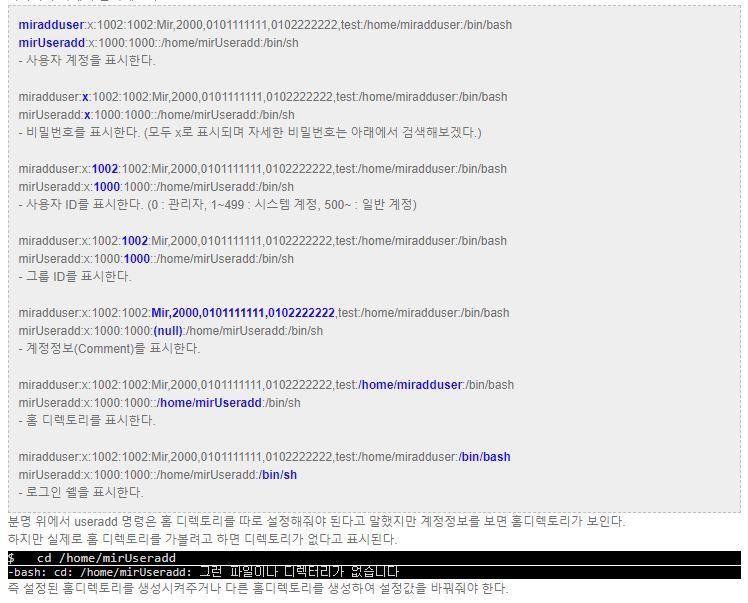 miradduser:x:1002:1002:Mir,2000,0101111111,0102222222,test:/home/miradduser:/bin/bash
mirUseradd:x:1000:1000::/home/mirUseradd:/bin/sh
- 사용자 계정을 표시한다.
miradduser:x:1002:1002:Mir,2000,0101111111,0102222222,test:/home/miradduser:/bin/bash
mirUseradd:x:1000:1000::/home/mirUseradd:/bin/sh
- 비밀번호를 표시한다. (모두 x로 표시되며 자세한 비밀번호는 아래에서 검색해보겠다.)
miradduser:x:1002:1002:Mir,2000,0101111111,0102222222,test:/home/miradduser:/bin/bash
mirUseradd:x:1000:1000::/home/mirUseradd:/bin/sh
- 사용자 ID를 표시한다. (0 : 관리자, 1~499 : 시스템 계정, 500~ : 일반 계정)
miradduser:x:1002:1002:Mir,2000,0101111111,0102222222,test:/home/miradduser:/bin/bash
mirUseradd:x:1000:1000::/home/mirUseradd:/bin/sh
- 그룹 ID를 표시한다.
miradduser:x:1002:1002:Mir,2000,0101111111,0102222222,test:/home/miradduser:/bin/bash
mirUseradd:x:1000:1000:(null):/home/mirUseradd:/bin/sh
- 계정정보(Comment)를 표시한다.
miradduser:x:1002:1002:Mir,2000,0101111111,0102222222,test:/home/miradduser:/bin/bash
mirUseradd:x:1000:1000::/home/mirUseradd:/bin/sh
- 홈 디렉토리를 표시한다.
miradduser:x:1002:1002:Mir,2000,0101111111,0102222222,test:/home/miradduser:/bin/bash
mirUseradd:x:1000:1000::/home/mirUseradd:/bin/sh
- 로그인 쉘을 표시한다.
분명 위에서 useradd 명령은 홈 디렉토리를 따로 설정해줘야 된다고 말했지만 계정정보를 보면 홈디렉토리가 보인다.
하지만 실제로 홈 디렉토리를 가볼려고 하면 디렉토리가 없다고 표시된다.
$ cd /home/mirUseradd
-bash: cd: /home/mirUseradd: 그런 파일이나 디렉터리가 없습니다
즉 설정된 홈디렉토리를 생성시켜주거나 다른 홈디렉토리를 생성하여 설정값을 바꿔줘야 한다.